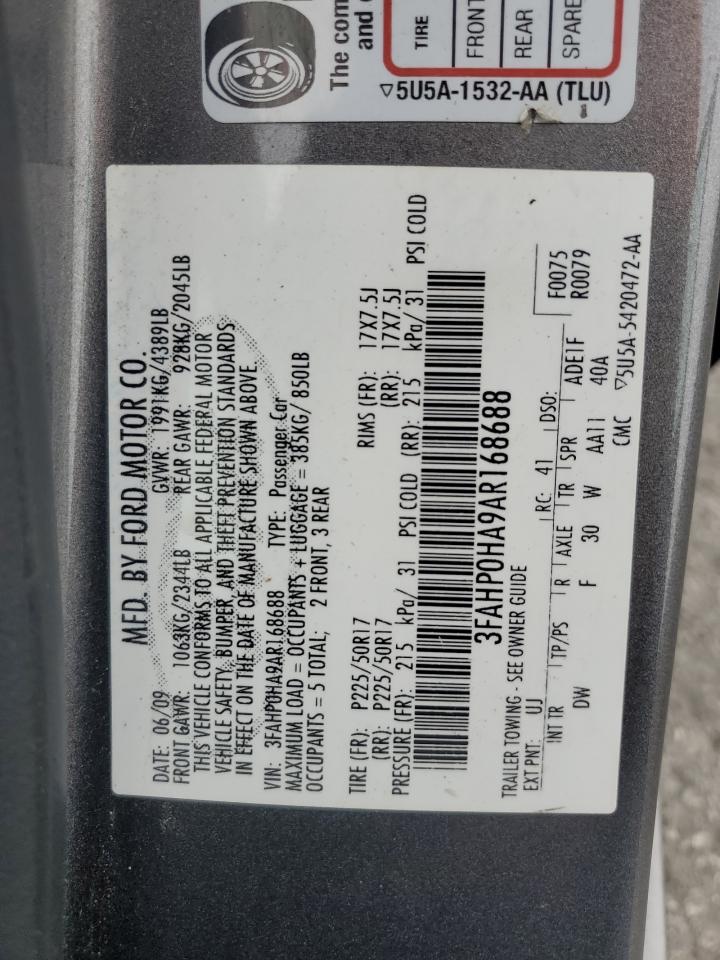 The com
and
TIRE
FRONT
REAR
SPARE
▽5U5A-1532-AA (TLU)
MFD. BY FORD MOTOR CO.
DATE: 06/09 GVWR: 1991KG/4389LB
FRONT GAWR: 1063KG/2344LB REAR GAWR: 928KG/2045LB
THIS VEHICLE CONFORMS TO ALL APPLICABLE FEDERAL MOTOR
VEHICLE SAFETY, BUMPER, AND THEFT PREVENTION STANDARDS
IN EFFECT ON THE DATE OF MANUFACTURE SHOWN ABOVE.
VIN: 3FAHP0HA9AR168688 TYPE: Passenger Car
MAXIMUM LOAD = OCCUPANTS + LUGGAGE = 385KG/ 850LB
OCCUPANTS = 5 TOTAL; 2 FRONT, 3 REAR
TIRE (FR): P225/50R17 RIMS (FR): 17X7.5J
(RR): P225/50R17 (RR): 17X7.5J
PRESSURE (FR): 215 kPa/ 31 PSI COLD (RR): 215 kPa/ 31 PSI COLD
3FAHP0HA9AR168688
TRAILER TOWING - SEE OWNER GUIDE
EXT PNT: UJ RC: 41 DSO: F0075
R0079
INT TR TP/PS R AXLE TR SPR ADE1F
DW F 30 W AA11 40A
CMC ▽5U5A-5420472-AA